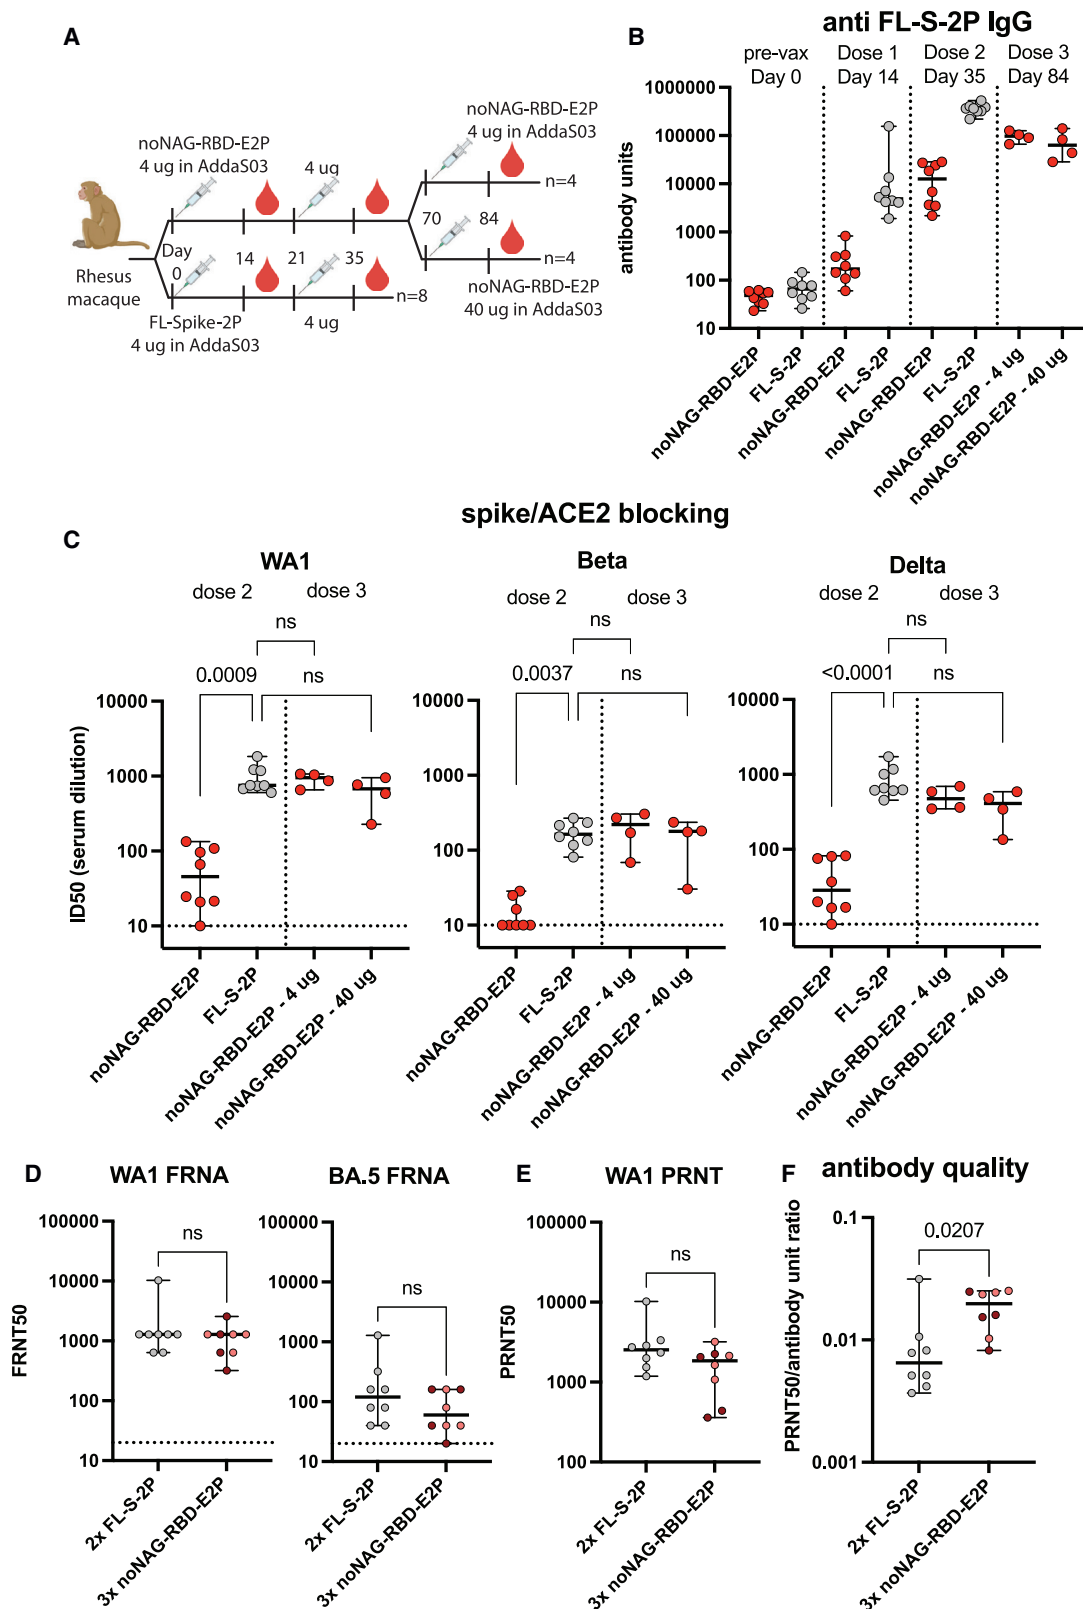 A
noNAG-RBD-E2P
4 ug in AddaS03
4 ug
noNAG-RBD-E2P
4 ug in AddaS03
n=4
Day
0
14
21
35
70
84
Rhesus
macaque
n=8
n=4
FL-Spike-2P
4 ug in AddaS03
4 ug
noNAG-RBD-E2P
40 ug in AddaS03
B
anti FL-S-2P IgG
pre-vax
Day 0
Dose 1
Day 14
Dose 2
Day 35
Dose 3
Day 84
antibody units
1000000
100000
10000
1000
100
10
noNAG-RBD-E2P
FL-S-2P
noNAG-RBD-E2P
FL-S-2P
noNAG-RBD-E2P
FL-S-2P
noNAG-RBD-E2P - 4 ug
noNAG-RBD-E2P - 40 ug
C
spike/ACE2 blocking
WA1
dose 2
dose 3
ns
0.0009
ns
ID50 (serum dilution)
10000
1000
100
10
noNAG-RBD-E2P
FL-S-2P
noNAG-RBD-E2P - 4 ug
noNAG-RBD-E2P - 40 ug
Beta
dose 2
dose 3
ns
0.0037
ns
10000
1000
100
10
noNAG-RBD-E2P
FL-S-2P
noNAG-RBD-E2P - 4 ug
noNAG-RBD-E2P - 40 ug
Delta
dose 2
dose 3
ns
<0.0001
ns
10000
1000
100
10
noNAG-RBD-E2P
FL-S-2P
noNAG-RBD-E2P - 4 ug
noNAG-RBD-E2P - 40 ug
D
WA1 FRNA
ns
FRNT50
100000
10000
1000
100
10
2x FL-S-2P
3x noNAG-RBD-E2P
BA.5 FRNA
ns
100000
10000
1000
100
10
2x FL-S-2P
3x noNAG-RBD-E2P
E
WA1 PRNT
ns
PRNT50
100000
10000
1000
100
2x FL-S-2P
3x noNAG-RBD-E2P
F
antibody quality
0.0207
PRNT50/antibody unit ratio
0.1
0.01
0.001
2x FL-S-2P
3x noNAG-RBD-E2P